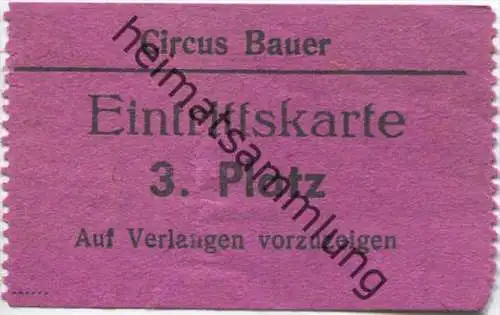 Circus Bauer
Eintrittskarte
3. Platz
Auf Verlangen vorzuzeigen
heimatsammlung